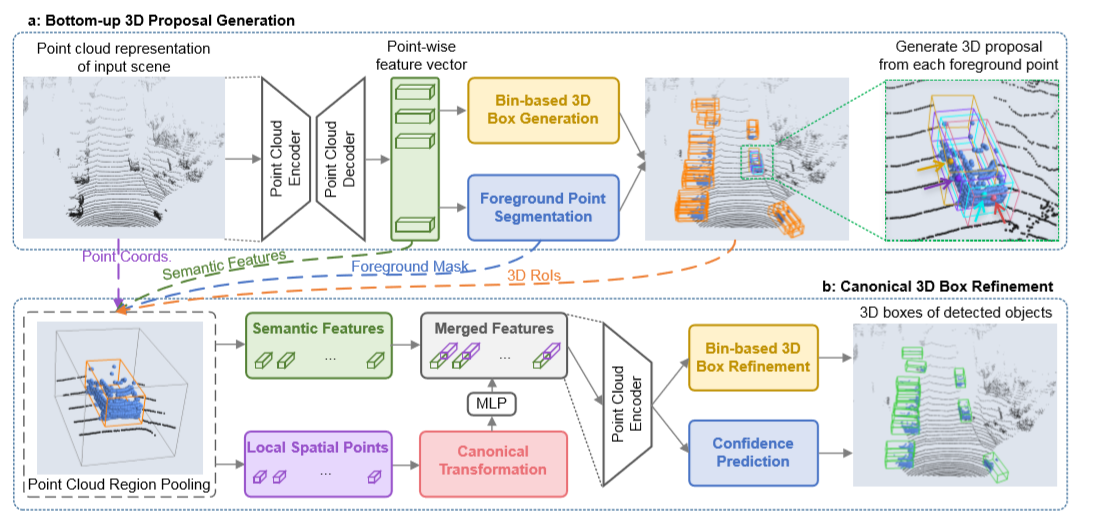 a: Bottom-up 3D Proposal Generation
Point cloud representation
of input scene
Point-wise
feature vector
Generate 3D proposal
from each foreground point
Point Cloud
Encoder
Point Cloud
Decoder
Bin-based 3D
Box Generation
Foreground Point
Segmentation
Point Coords.
Semantic Features
Foreground Mask
3D RoIs
b: Canonical 3D Box Refinement
Semantic Features
...
Merged Features
...
MLP
Local Spatial Points
...
Canonical
Transformation
Point Cloud
Encoder
Bin-based 3D
Box Refinement
Confidence
Prediction
3D boxes of detected objects
Point Cloud Region Pooling